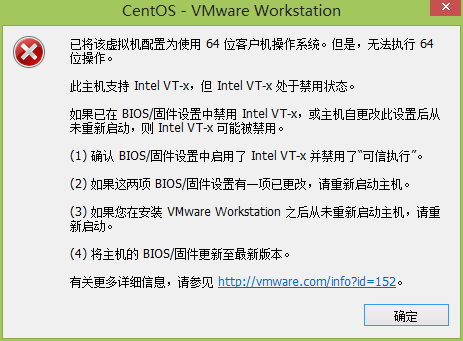 CentOS - VMware Workstation
已将该虚拟机配置为使用 64 位客户机操作系统。但是，无法执行 64
位操作。
此主机支持 Intel VT-x，但 Intel VT-x 处于禁用状态。
如果已在 BIOS/固件设置中禁用 Intel VT-x，或主机自更改此设置后从
未重新启动，则 Intel VT-x 可能被禁用。
(1) 确认 BIOS/固件设置中启用了 Intel VT-x 并禁用了“可信执行”。
(2) 如果这两项 BIOS/固件设置有一项已更改，请重新启动主机。
(3) 如果您在安装 VMware Workstation 之后从未重新启动主机，请重
新启动。
(4) 将主机的 BIOS/固件更新至最新版本。
有关更多详细信息，请参见 http://vmware.com/info?id=152。
确定